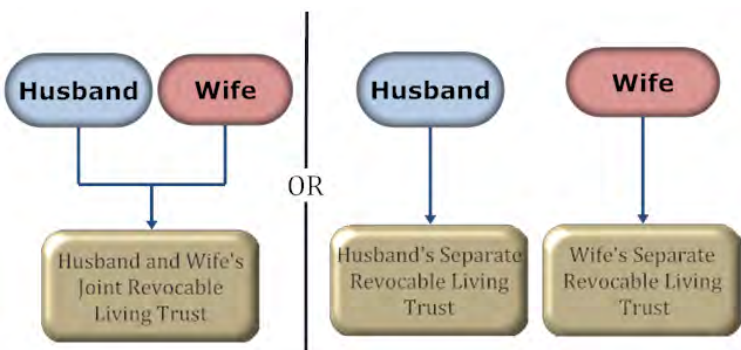 Husband
Wife
Husband and Wife's
Joint Revocable
Living Trust
OR
Husband
Wife
Husband's Separate
Revocable Living
Trust
Wife's Separate
Revocable Living
Trust